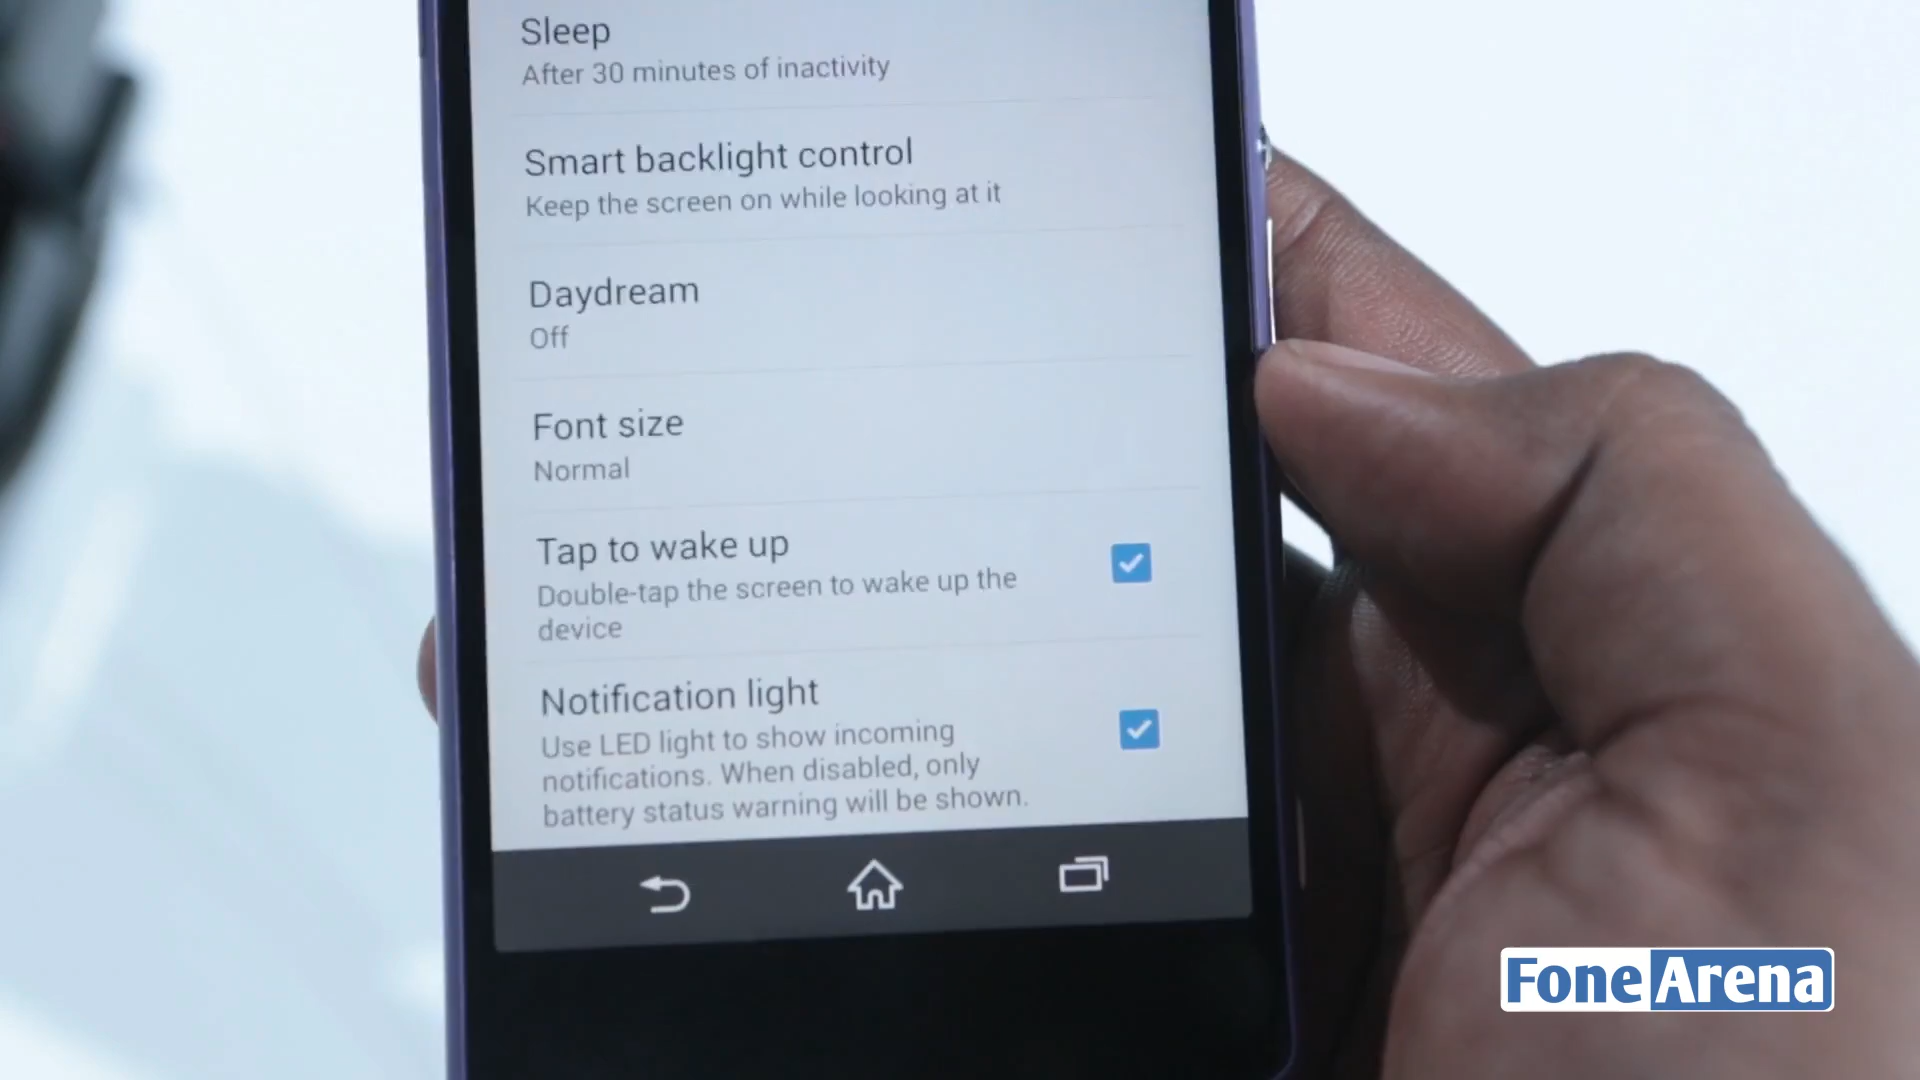 Sleep
After 30 minutes of inactivity
Smart backlight control
Keep the screen on while looking at it
Daydream
Off
Font size
Normal
Tap to wake up
Double-tap the screen to wake up the
device
Notification light
Use LED light to show incoming
notifications. When disabled, only
battery status warning will be shown.
FoneArena